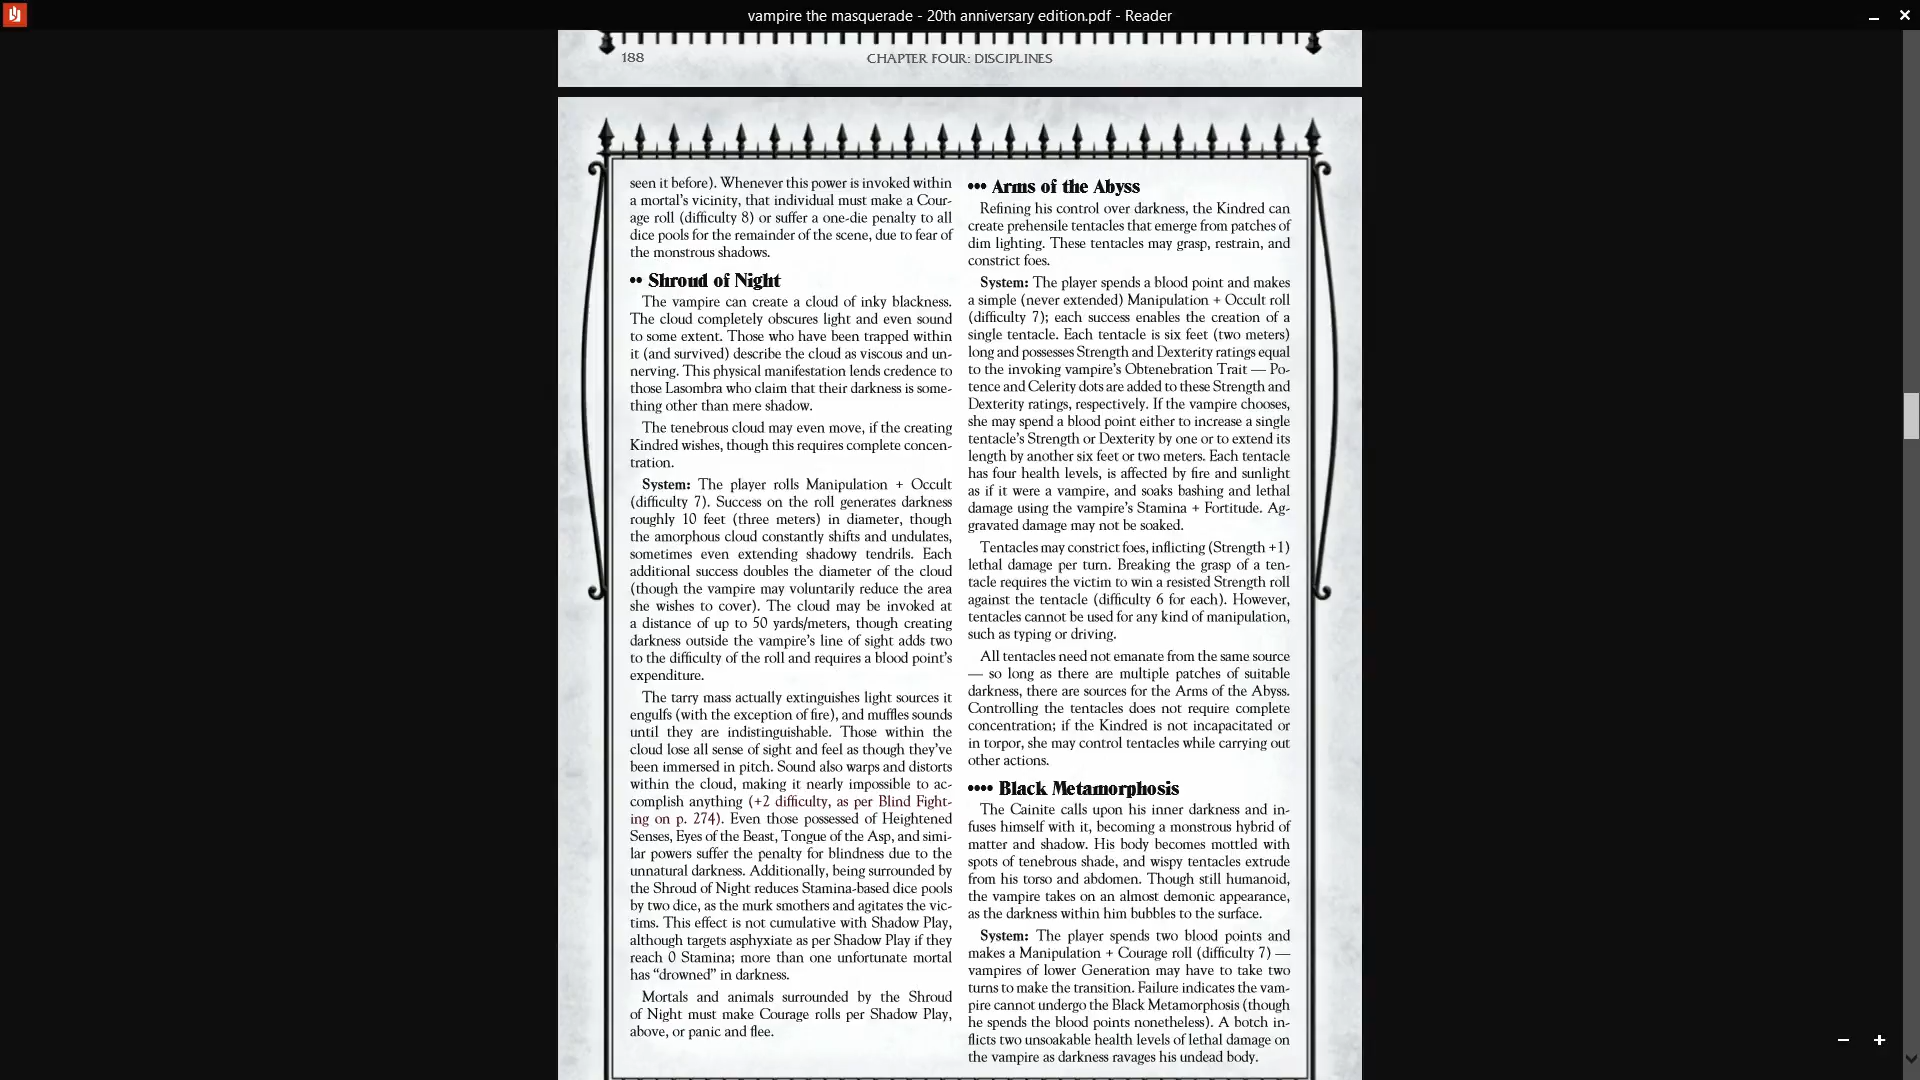 vampire the masquerade - 20th anniversary edition.pdf - Reader
188
CHAPTER FOUR: DISCIPLINES
seen it before). Whenever this power is invoked within
a mortal's vicinity, that individual must make a Cour-
age roll (difficulty 8) or suffer a one-die penalty to all
dice pools for the remainder of the scene, due to fear of
the monstrous shadows.
•• Shroud of Night
The vampire can create a cloud of inky blackness.
The cloud completely obscures light and even sound
to some extent. Those who have been trapped within
it (and survived) describe the cloud as viscous and un-
nerving. This physical manifestation lends credence to
those Lasombra who claim that their darkness is some-
thing other than mere shadow.
The tenebrous cloud may even move, if the creating
Kindred wishes, though this requires complete concen-
tration.
System: The player rolls Manipulation + Occult
(difficulty 7). Success on the roll generates darkness
roughly 10 feet (three meters) in diameter, though
the amorphous cloud constantly shifts and undulates,
sometimes even extending shadowy tendrils. Each
additional success doubles the diameter of the cloud
(though the vampire may voluntarily reduce the area
she wishes to cover). The cloud may be invoked at
a distance of up to 50 yards/meters, though creating
darkness outside the vampire's line of sight adds two
to the difficulty of the roll and requires a blood point's
expenditure.
The tarry mass actually extinguishes light sources it
engulfs (with the exception of fire), and muffles sounds
until they are indistinguishable. Those within the
cloud lose all sense of sight and feel as though they've
been immersed in pitch. Sound also warps and distorts
within the cloud, making it nearly impossible to ac-
complish anything (+2 difficulty, as per Blind Fight-
ing on p. 274). Even those possessed of Heightened
Senses, Eyes of the Beast, Tongue of the Asp, and simi-
lar powers suffer the penalty for blindness due to the
unnatural darkness. Additionally, being surrounded by
the Shroud of Night reduces Stamina-based dice pools
by two dice, as the murk smothers and agitates the vic-
tims. This effect is not cumulative with Shadow Play,
although targets asphyxiate as per Shadow Play if they
reach 0 Stamina; more than one unfortunate mortal
has “drowned” in darkness.
Mortals and animals surrounded by the Shroud
of Night must make Courage rolls per Shadow Play,
above, or panic and flee.
••• Arms of the Abyss
Refining his control over darkness, the Kindred can
create prehensile tentacles that emerge from patches of
dim lighting. These tentacles may grasp, restrain, and
constrict foes.
System: The player spends a blood point and makes
a simple (never extended) Manipulation + Occult roll
(difficulty 7); each success enables the creation of a
single tentacle. Each tentacle is six feet (two meters)
long and possesses Strength and Dexterity ratings equal
to the invoking vampire's Obtenebration Trait — Po-
tence and Celerity dots are added to these Strength and
Dexterity ratings, respectively. If the vampire chooses,
she may spend a blood point either to increase a single
tentacle's Strength or Dexterity by one or to extend its
length by another six feet or two meters. Each tentacle
has four health levels, is affected by fire and sunlight
as if it were a vampire, and soaks bashing and lethal
damage using the vampire's Stamina + Fortitude. Ag-
gravated damage may not be soaked.
Tentacles may constrict foes, inflicting (Strength +1)
lethal damage per turn. Breaking the grasp of a ten-
tacle requires the victim to win a resisted Strength roll
against the tentacle (difficulty 6 for each). However,
tentacles cannot be used for any kind of manipulation,
such as typing or driving.
All tentacles need not emanate from the same source
— so long as there are multiple patches of suitable
darkness, there are sources for the Arms of the Abyss.
Controlling the tentacles does not require complete
concentration; if the Kindred is not incapacitated or
in torpor, she may control tentacles while carrying out
other actions.
•••• Black Metamorphosis
The Cainite calls upon his inner darkness and in-
fuses himself with it, becoming a monstrous hybrid of
matter and shadow. His body becomes mottled with
spots of tenebrous shade, and wispy tentacles extrude
from his torso and abdomen. Though still humanoid,
the vampire takes on an almost demonic appearance,
as the darkness within him bubbles to the surface.
System: The player spends two blood points and
makes a Manipulation + Courage roll (difficulty 7) —
vampires of lower Generation may have to take two
turns to make the transition. Failure indicates the vam-
pire cannot undergo the Black Metamorphosis (though
he spends the blood points nonetheless). A botch in-
flicts two unsoakable health levels of lethal damage on
the vampire as darkness ravages his undead body.